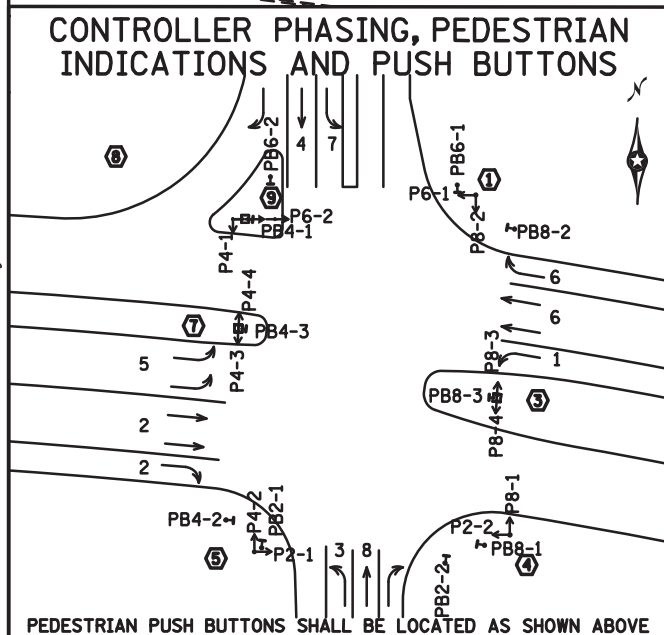 CONTROLLER PHASING, PEDESTRIAN
INDICATIONS AND PUSH BUTTONS
N
4
7
PB6-2
8
9
PB6-1
1
P6-1
P6-2
PB4-1
P4-1
P8-2
PB8-2
6
P4-4
7
PB4-3
6
P4-3
5
P8-3
1
PB8-3
3
2
P8-4
2
P4-2
PB2-1
P8-1
PB4-2
P2-2
5
P2-1
3
8
PB8-1
4
PB2-2
PEDESTRIAN PUSH BUTTONS SHALL BE LOCATED AS SHOWN ABOVE